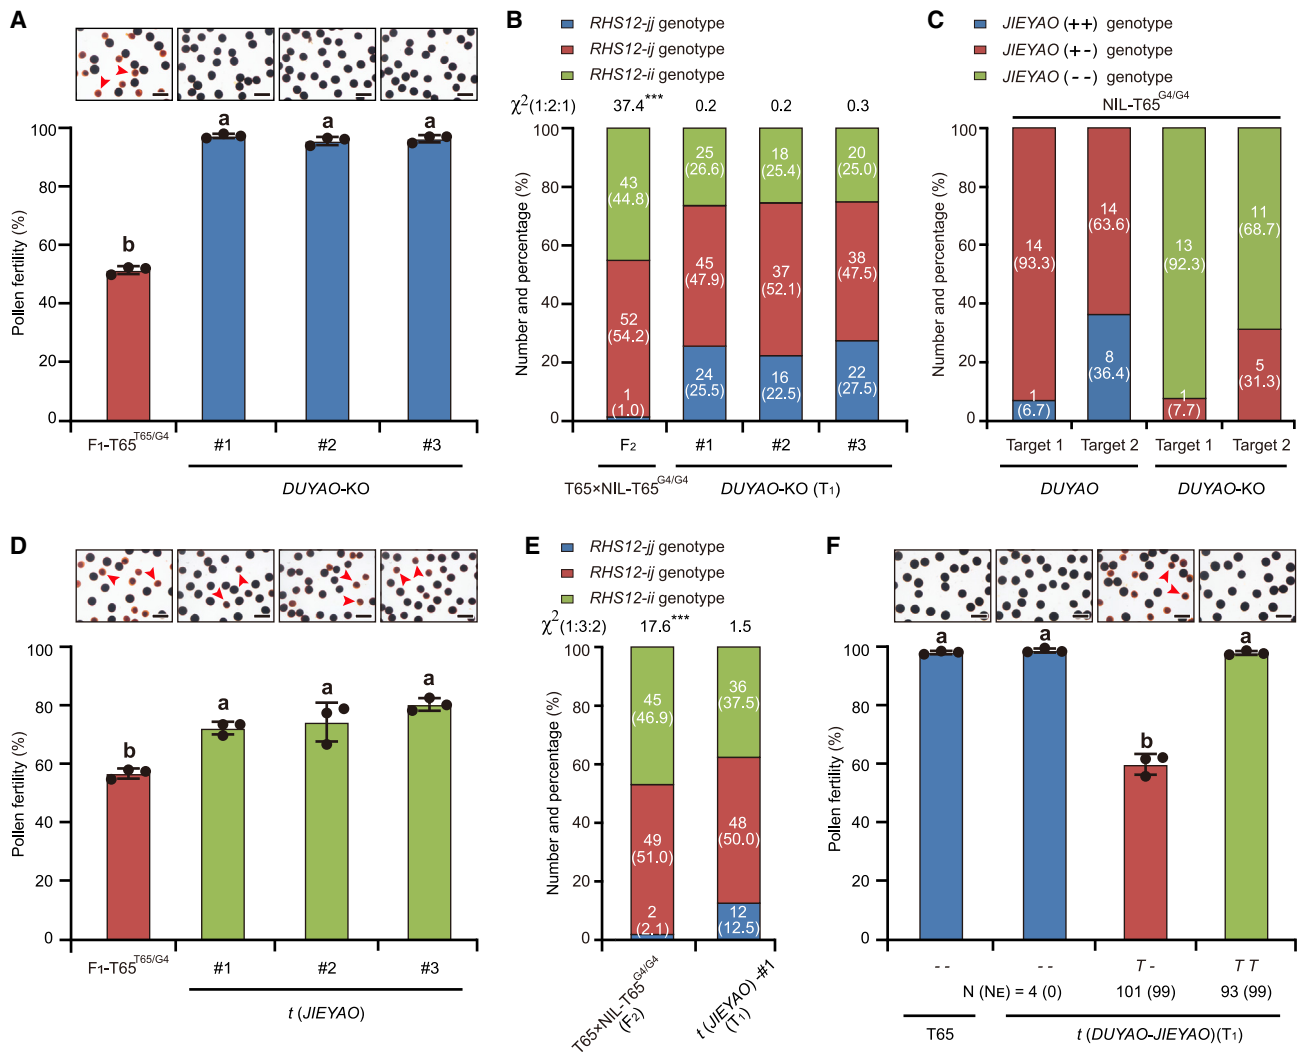 A
a
a
a
b
Pollen fertility (%)
100
80
60
40
20
0
F1-T65^T65/G4
#1
#2
#3
DUYAO-KO
B
RHS12-jj genotype
RHS12-ij genotype
RHS12-ii genotype
χ²(1:2:1)
37.4***
0.2
0.2
0.3
Number and percentage (%)
100
80
60
40
20
0
43
(44.8)
52
(54.2)
1
(1.0)
25
(26.6)
45
(47.9)
24
(25.5)
18
(25.4)
37
(52.1)
16
(22.5)
20
(25.0)
38
(47.5)
22
(27.5)
F2
#1
#2
#3
T65×NIL-T65^G4/G4
DUYAO-KO (T1)
C
JIEYAO (++) genotype
JIEYAO (+-) genotype
JIEYAO (--) genotype
NIL-T65^G4/G4
Number and percentage (%)
100
80
60
40
20
0
14
(93.3)
1
(6.7)
14
(63.6)
8
(36.4)
13
(92.3)
1
(7.7)
11
(68.7)
5
(31.3)
Target 1
Target 2
Target 1
Target 2
DUYAO
DUYAO-KO
D
b
a
a
a
Pollen fertility (%)
100
80
60
40
20
0
F1-T65^T65/G4
#1
#2
#3
t (JIEYAO)
E
RHS12-jj genotype
RHS12-ij genotype
RHS12-ii genotype
χ²(1:3:2)
17.6***
1.5
Number and percentage (%)
100
80
60
40
20
0
45
(46.9)
49
(51.0)
2
(2.1)
36
(37.5)
48
(50.0)
12
(12.5)
T65×NIL-T65^G4/G4
(F2)
t (JIEYAO) -#1
(T1)
F
a
a
b
a
Pollen fertility (%)
100
80
60
40
20
0
- -
- -
T -
T T
N (NE) = 4 (0)
101 (99)
93 (99)
T65
t (DUYAO-JIEYAO)(T1)